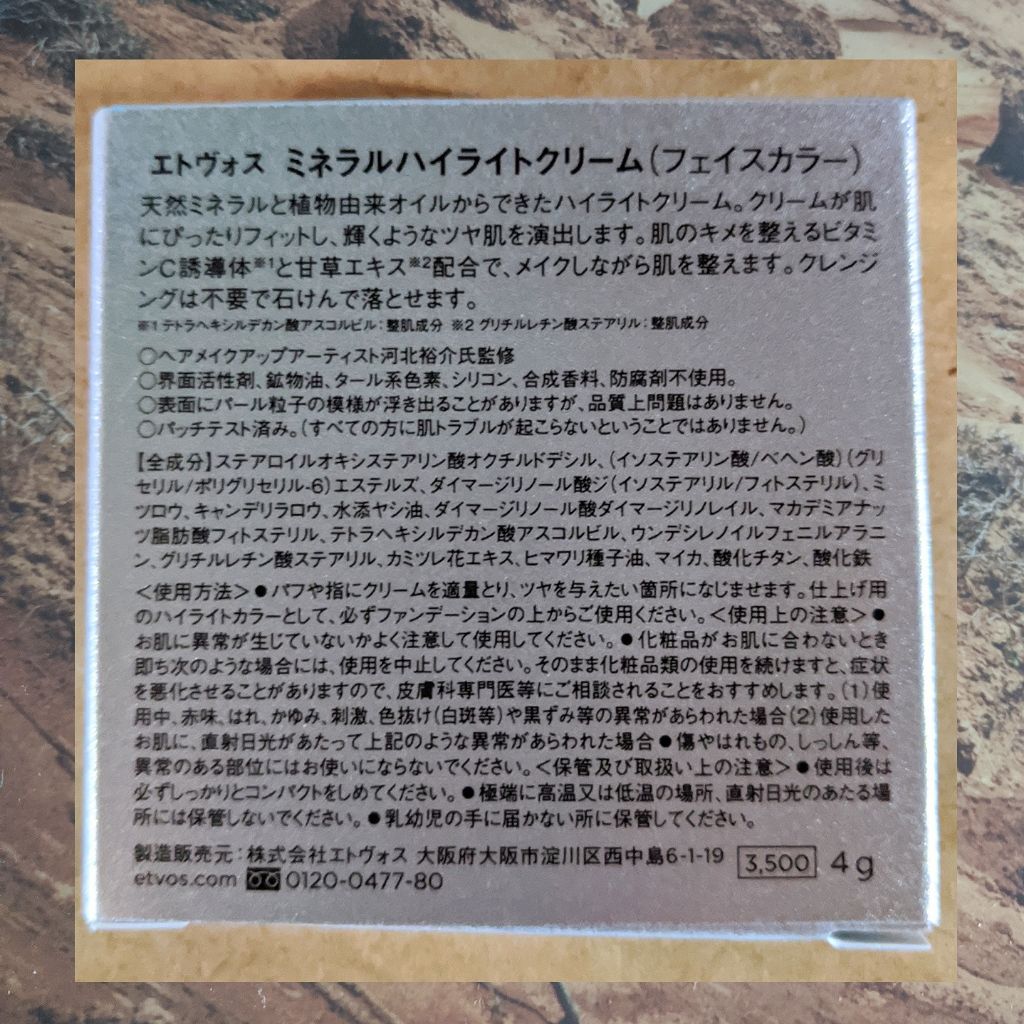 エトヴォス ミネラルハイライトクリーム(フェイスカラー)
天然ミネラルと植物由来オイルからできたハイライトクリーム。クリームが肌
にぴったりフィットし、輝くようなツヤ肌を演出します。肌のキメを整えるビタミ
ンC誘導体※1と甘草エキス※2配合で、メイクしながら肌を整えます。クレンジ
ングは不要で石けんで落とせます。
※1 テトラヘキシルデカン酸アスコルビル:整肌成分 ※2 グリチルレチン酸ステアリル:整肌成分
○ヘアメイクアップアーティスト河北裕介氏監修
○界面活性剤、鉱物油、タール系色素、シリコン、合成香料、防腐剤不使用。
○表面にパール粒子の模様が浮き出ることがありますが、品質上問題はありません。
○パッチテスト済み。(すべての方に肌トラブルが起こらないということではありません。)
【全成分】ステアロイルオキシステアリン酸オクチルドデシル、(イソステアリン酸/ベヘン酸)(グリ
セリル/ポリグリセリル-6)エステルズ、ダイマージリノール酸ジ(イソステアリル/フィトステリル)、ミ
ツロウ、キャンデリラロウ、水添ヤシ油、ダイマージリノール酸ダイマージリノレイル、マカデミアナッ
ツ脂肪酸フィトステリル、テトラヘキシルデカン酸アスコルビル、ウンデシレノイルフェニルアラニ
ン、グリチルレチン酸ステアリル、カミツレ花エキス、ヒマワリ種子油、マイカ、酸化チタン、酸化鉄
<使用方法>●パフや指にクリームを適量とり、ツヤを与えたい箇所になじませます。仕上げ用
のハイライトカラーとして、必ずファンデーションの上からご使用ください。<使用上の注意>●
お肌に異常が生じていないかよく注意して使用してください。●化粧品がお肌に合わないとき
即ち次のような場合には、使用を中止してください。そのまま化粧品類の使用を続けますと、症状
を悪化させることがありますので、皮膚科専門医等にご相談されることをおすすめします。(1)使
用中、赤味、はれ、かゆみ、刺激、色抜け(白斑等)や黒ずみ等の異常があらわれた場合(2)使用した
お肌に、直射日光があたって上記のような異常があらわれた場合●傷やはれもの、しっしん等、
異常のある部位にはお使いにならないでください。<保管及び取扱い上の注意>●使用後は
必ずしっかりとコンパクトをしめてください。●極端に高温又は低温の場所、直射日光のあたる場
所には保管しないでください。●乳幼児の手に届かない所に保管してください。
製造販売元:株式会社エトヴォス 大阪府大阪市淀川区西中島6-1-19 3,500 4g
etvos.com 0120-0477-80